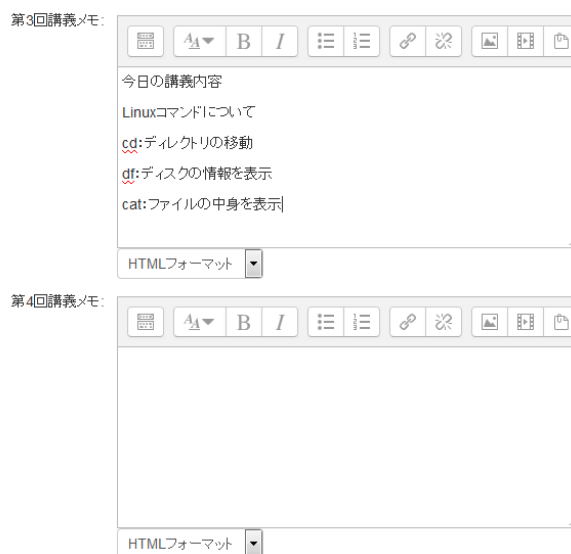 第3回講義メモ:
B I
今日の講義内容
Linuxコマンドについて
cd:ディレクトリの移動
df:ディスクの情報を表示
cat:ファイルの中身を表示
HTMLフォーマット
第4回講義メモ:
B I
HTMLフォーマット